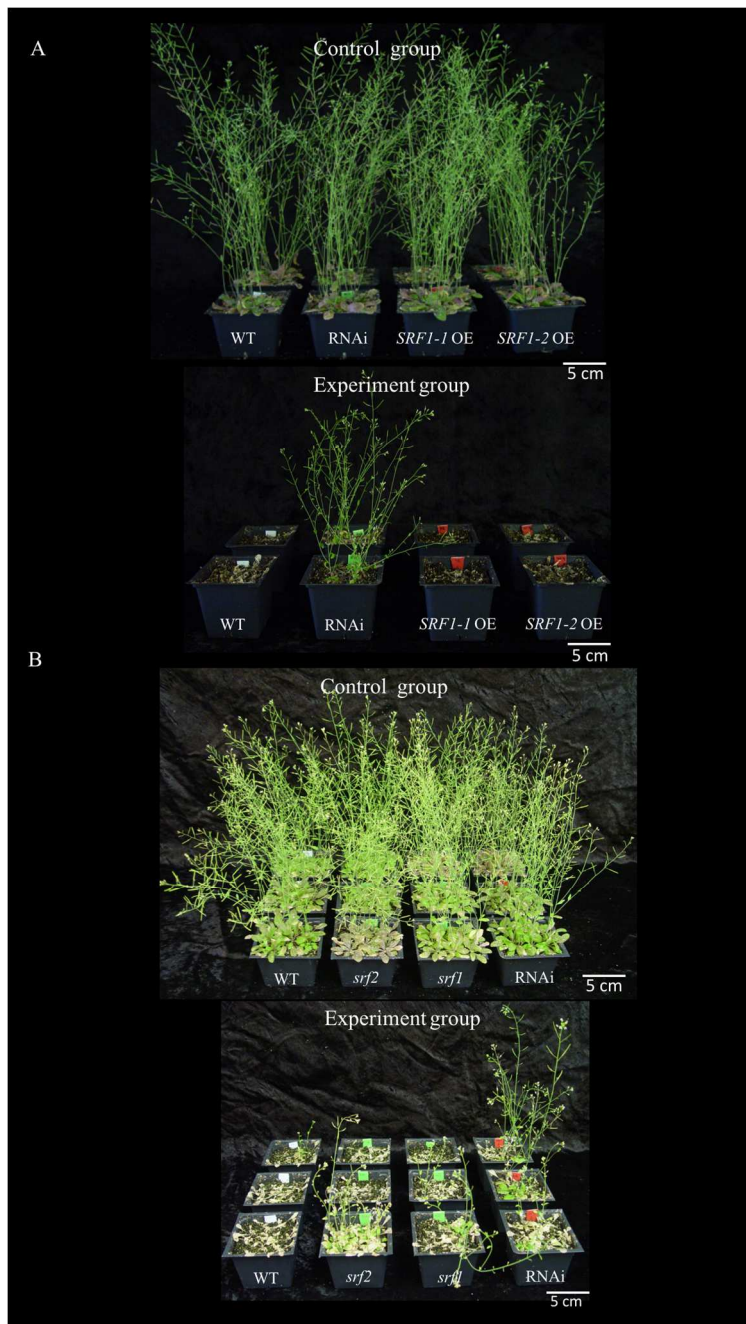 A
Control group
WT RNAi SRF1-1 OE SRF1-2 OE
5 cm
Experiment group
WT RNAi SRF1-1 OE SRF1-2 OE
5 cm
B
Control group
WT srf2 srf1 RNAi
5 cm
Experiment group
WT srf2 srf1 RNAi
5 cm